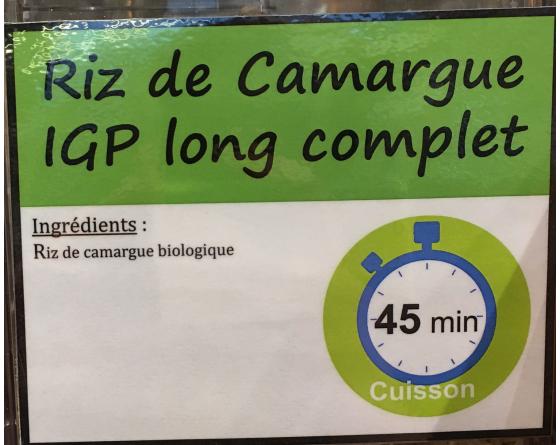 Riz de Camargue
IGP long complet
Ingrédients :
Riz de camargue biologique
45 min
Cuisson